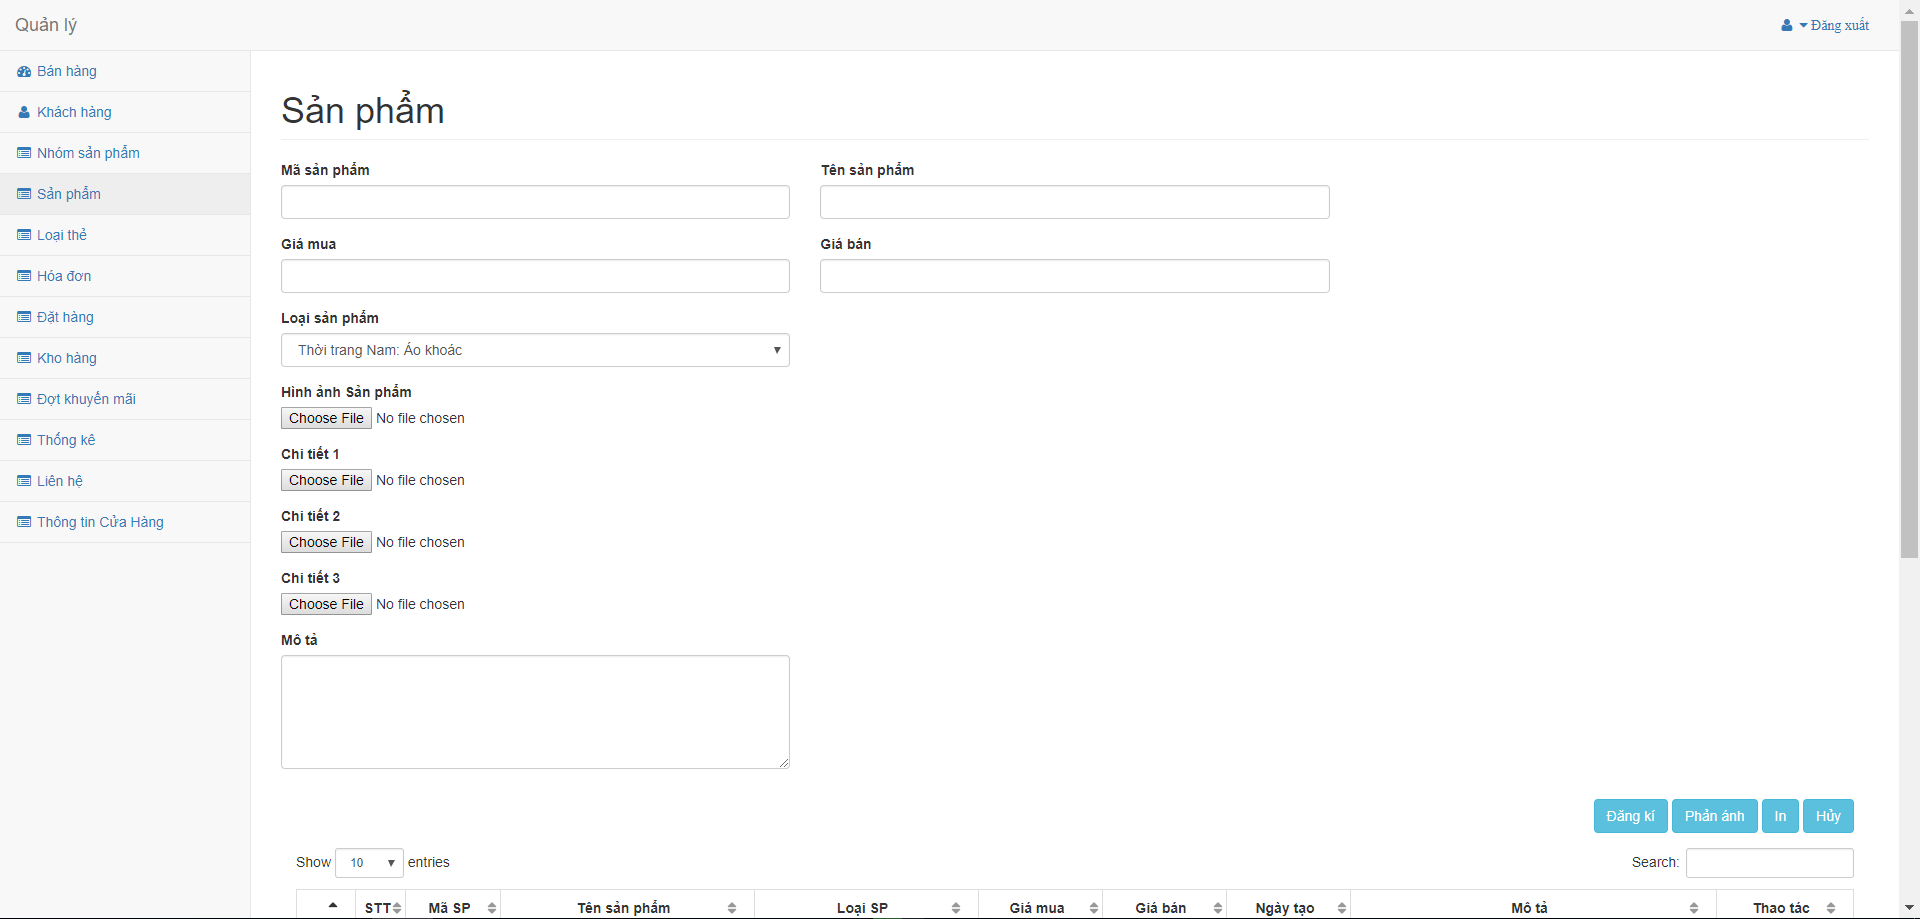 Quản lý
Đăng xuất
Bán hàng
Khách hàng
Nhóm sản phẩm
Sản phẩm
Loại thẻ
Hóa đơn
Đặt hàng
Kho hàng
Đợt khuyến mãi
Thống kê
Liên hệ
Thông tin Cửa Hàng
Sản phẩm
Mã sản phẩm Tên sản phẩm
Giá mua Giá bán
Loại sản phẩm
Thời trang Nam: Áo khoác
Hình ảnh Sản phẩm
Choose File No file chosen
Chi tiết 1
Choose File No file chosen
Chi tiết 2
Choose File No file chosen
Chi tiết 3
Choose File No file chosen
Mô tả
Đăng kí Phản ánh In Hủy
Show 10 entries Search:
STT Mã SP Tên sản phẩm Loại SP Giá mua Giá bán Ngày tạo Mô tả Thao tác